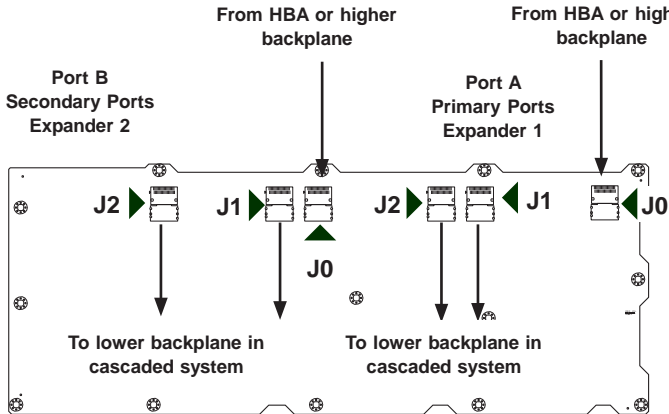 From HBA or higher
backplane
From HBA or high
backplane
Port B
Secondary Ports
Expander 2
Port A
Primary Ports
Expander 1
J2
J1
J0
J2
J1
J0
To lower backplane in
cascaded system
To lower backplane in
cascaded system